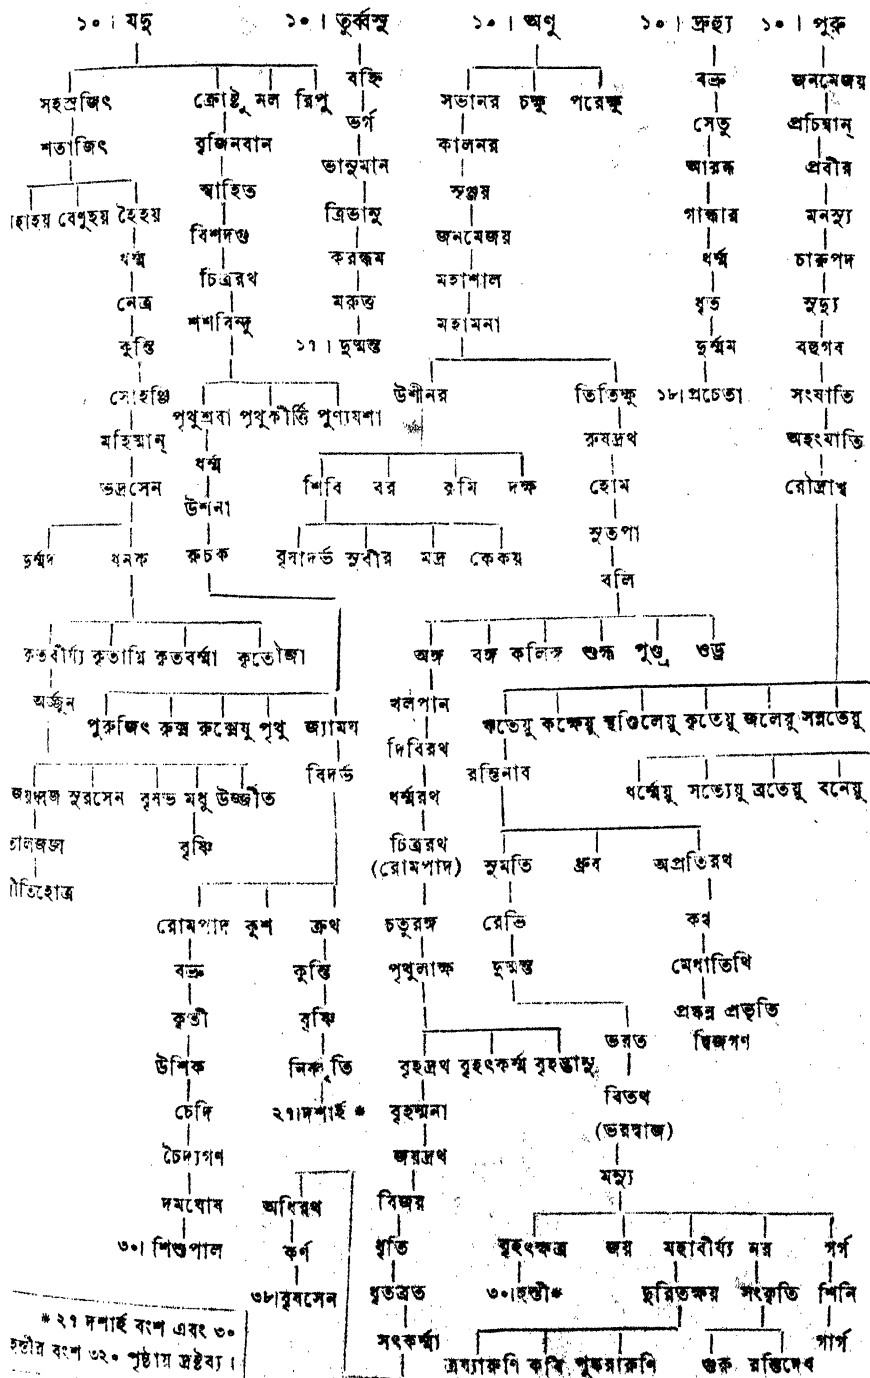 ১০। যদু ১০। তুর্ব্বসু ১০। অণু ১০। দ্রুহ্যু ১০। পুরু
বহ্নি বভ্রু জনমেজয়
সহস্রজিৎ ক্রোষ্টু নল রিপু সভানর চক্ষু পরেক্ষু
ভর্গ সেতু প্রচিন্বান্
শতাজিৎ বৃজিনবান কালনর
ভানুমান আরব্ধ প্রবীর
স্বাহিত সৃঞ্জয়
হাহয় বেণুহয় হৈহয় ত্রিভানু গান্ধার মনস্যু
বিশদগু জনমেজয়
ধর্ম্ম করন্ধম ধর্ম্ম চারুপদ
চিত্ররথ মহাশাল
নেত্র মরুত্ত ধৃত সুদ্যু
শশবিন্দু মহামনা
কুন্তি ১৭। দুষ্মন্ত দুর্ম্মম বহুগব
সোহঞ্জি উশীনর তিতিক্ষু ১৮। প্রচেতা সংযাতি
পৃথুশ্রবা পৃথুকীর্ত্তি পুণ্যযশা
মহিষ্মান্ রুষদ্রথ অহংযাতি
ধর্ম্ম
ভদ্রসেন শিবি বর কৃমি দক্ষ হোম রৌদ্রাশ্ব
উশনা
সুতপা
দুর্ম্মদ ধনক রুচক বৃষাদর্ভ সুবীর মদ্র কেকয়
বলি
কৃতবীর্য্য কৃতাগ্নি কৃতবর্ম্মা কৃতৌজা অঙ্গ বঙ্গ কলিঙ্গ শুহ্ম পুণ্ড্র ওড্র
অর্জ্জুন খলপান
পুরুজিৎ রুক্ম রুক্মেষু পৃথু জ্যামঘ ঋতেয়ু কক্ষেয়ু স্থণ্ডিলেয়ু কৃতেয়ু জলেয়ু সন্নতেয়ু
দিবিরথ
বিদর্ভ রন্তিনাব
জয়ধ্বজ সুরসেন বৃষভ মধু উর্জ্জীত ধর্ম্মরথ ধর্ম্মেয়ু সত্যেয়ু ব্রতেয়ু বনেয়ু
তালজঙ্ঘ বৃষ্ণি চিত্ররথ
(রোমপাদ) সুমতি ধ্রুব অপ্রতিরথ
বীতিহোত্র
রোমপাদ কুশ ক্রথ চতুরঙ্গ রেভি কণ্ব
বভ্রু কুন্তি পৃথুলাক্ষ দুষ্মন্ত মেধাতিথি
কৃতী বৃষ্ণি প্রস্কন্ন প্রভৃতি
ভরত দ্বিজগণ
উশিক নির্ব্বৃতি বৃহদ্রথ বৃহৎকর্ম্ম বৃহদ্ভানু
বিতথ
চেদি ২৭। দশার্হ * বৃহন্মনা
(ভরদ্বাজ)
চৈদ্যগণ জয়দ্রথ
মন্যু
দমঘোষ অধিরথ বিজয়
৩০। শিশুপাল কর্ণ ধৃতি বৃহৎক্ষত্র জয় মহাবীর্য্য নর গর্গ
৩৮। বৃষসেন ধৃতব্রত ৩০। হস্তী* দুরিতক্ষয় সংকৃতি শিনি
* ২৭ দশার্হ বংশ এবং ৩০ সৎকর্ম্মা গার্গ
হস্তীর বংশ ৩২০ পৃষ্ঠায় দ্রষ্টব্য। ত্রয্যারুণি কবি পুষ্করারুণি গুরু রন্তিদেব